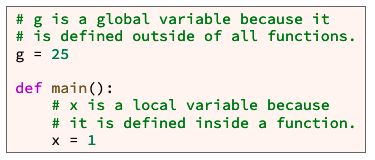 # g is a global variable because it
# is defined outside of all functions.
g = 25

def main():
    # x is a local variable because
    # it is defined inside a function.
    x = 1